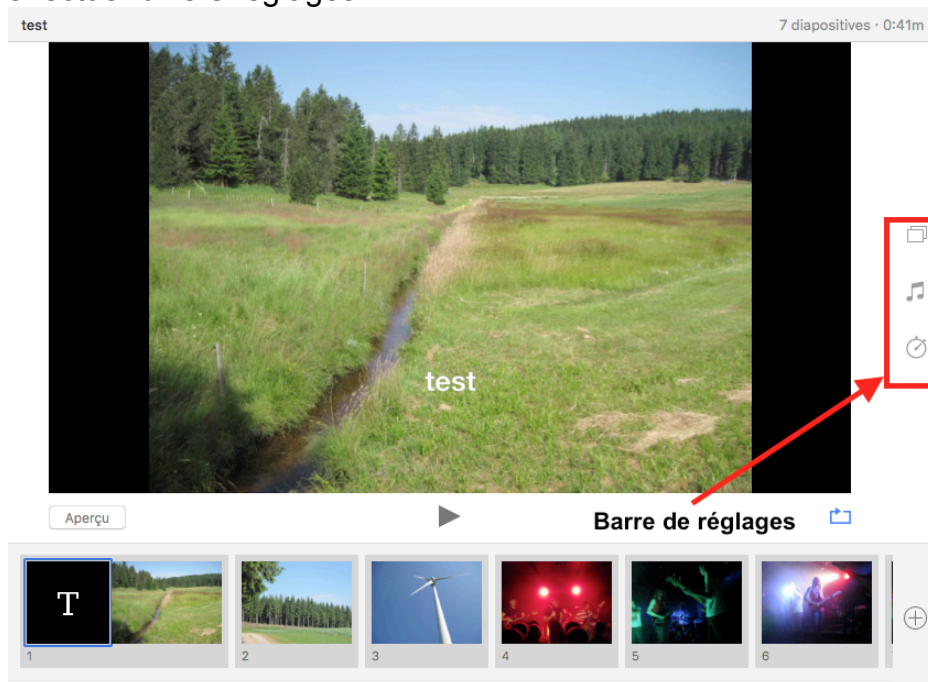 test
7 diapositives · 0:41m
test
Aperçu
Barre de réglages
T
1
2
3
4
5
6